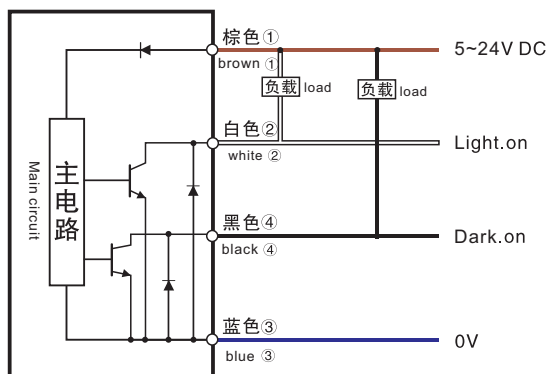 棕色①
brown ①
5~24V DC
负载 load
负载 load
白色②
white ②
Light.on
主电路
Main circuit
黑色④
black ④
Dark.on
蓝色③
blue ③
0V